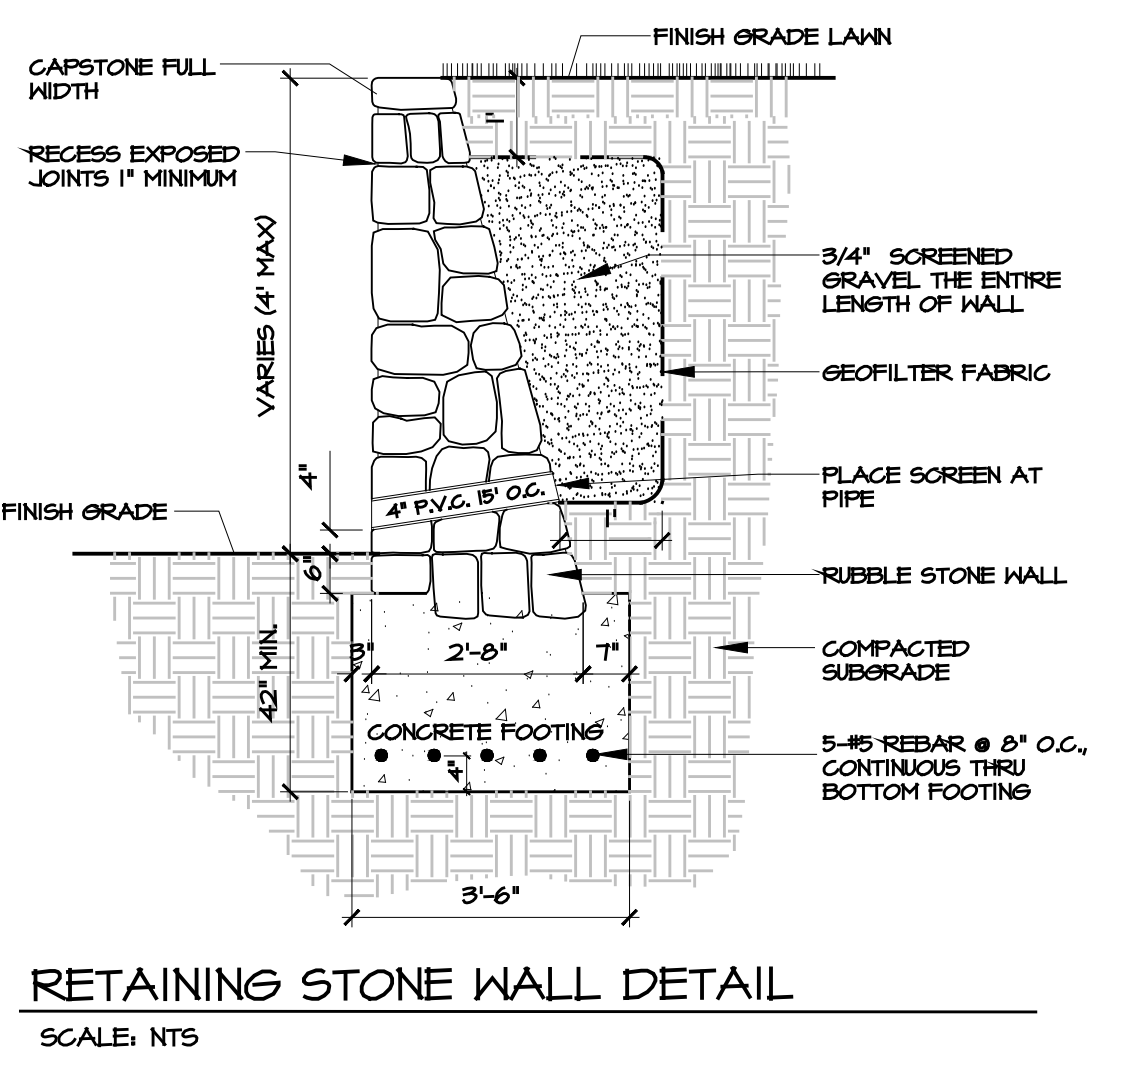 FINISH GRADE LAWN
CAPSTONE FULL
WIDTH
1'
RECESS EXPOSED
JOINTS 1" MINIMUM
VARIES (4' MAX)
3/4" SCREENED
GRAVEL THE ENTIRE
LENGTH OF WALL
GEOFILTER FABRIC
4"
PLACE SCREEN AT
PIPE
4" P.V.C. 15' O.C.
FINISH GRADE
1'
6"
RUBBLE STONE WALL
42" MIN.
3"
2'-8"
7"
COMPACTED
SUBGRADE
CONCRETE FOOTING
4"
5-#5 REBAR @ 8" O.C.,
CONTINUOUS THRU
BOTTOM FOOTING
3'-6"
RETAINING STONE WALL DETAIL
SCALE: NTS